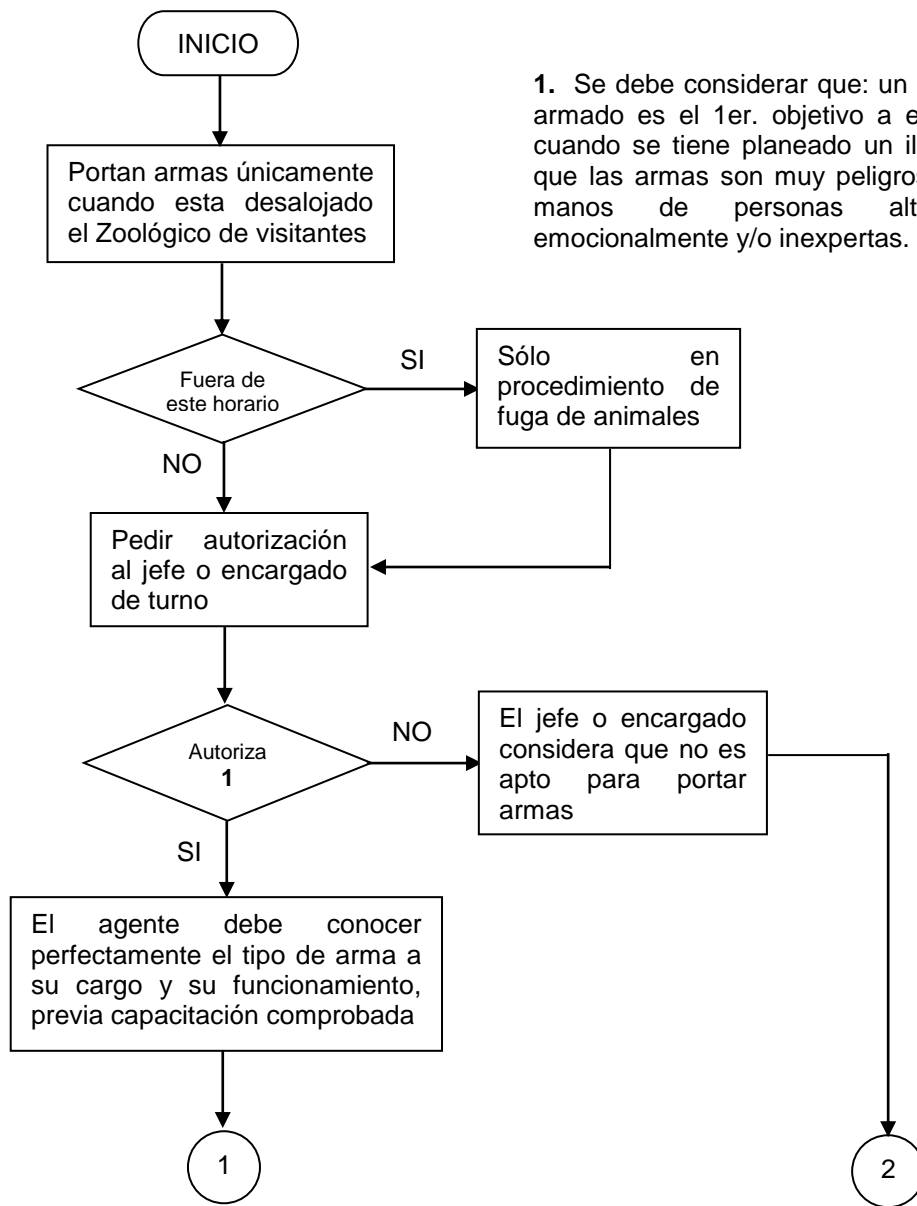 INICIO
1. Se debe considerar que: un
armado es el 1er. objetivo a
cuando se tiene planeado un
que las armas son muy
manos de personas
emocionalmente y/o inexpertas.
Portan armas únicamente
cuando esta desalojado
el Zoológico de visitantes
Fuera de
este horario
SI
Sólo en
procedimiento de
fuga de animales
NO
Pedir autorización
al jefe o encargado
de turno
Autoriza
1
NO
El jefe o encargado
considera que no es
apto para portar
armas
SI
El agente debe conocer
perfectamente el tipo de arma a
su cargo y su funcionamiento,
previa capacitación comprobada
1
2